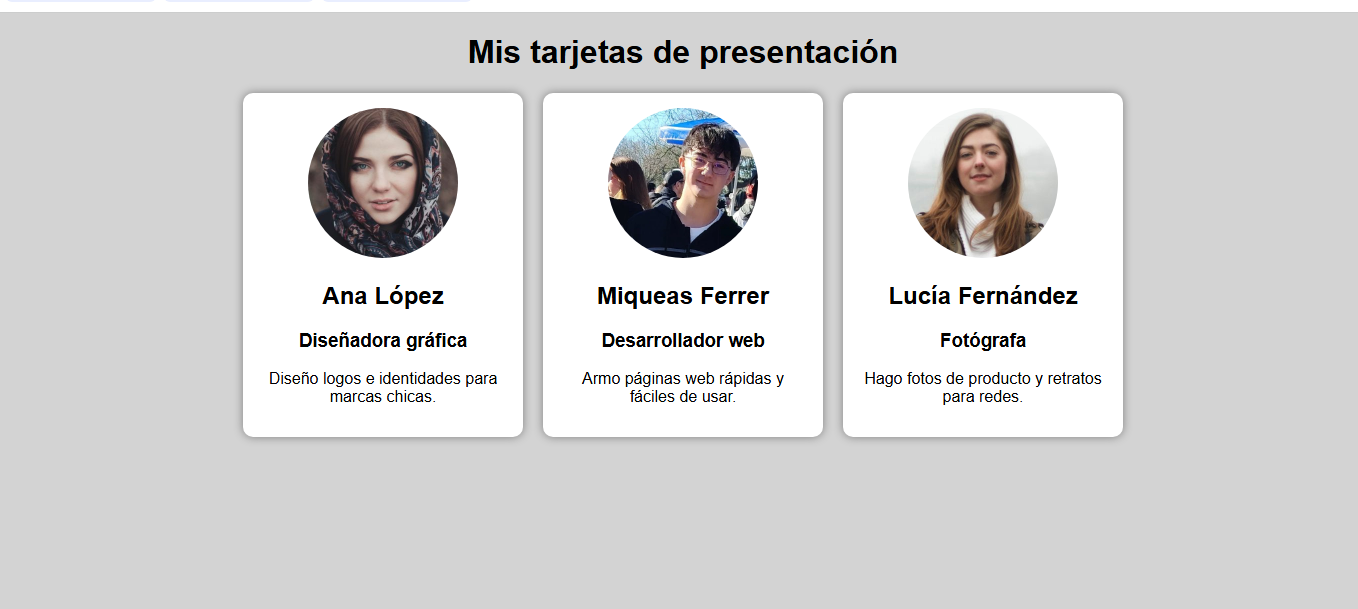 Mis tarjetas de presentación
Ana López
Diseñadora gráfica
Diseño logos e identidades para
marcas chicas.
Miqueas Ferrer
Desarrollador web
Armo páginas web rápidas y
fáciles de usar.
Lucía Fernández
Fotógrafa
Hago fotos de producto y retratos
para redes.